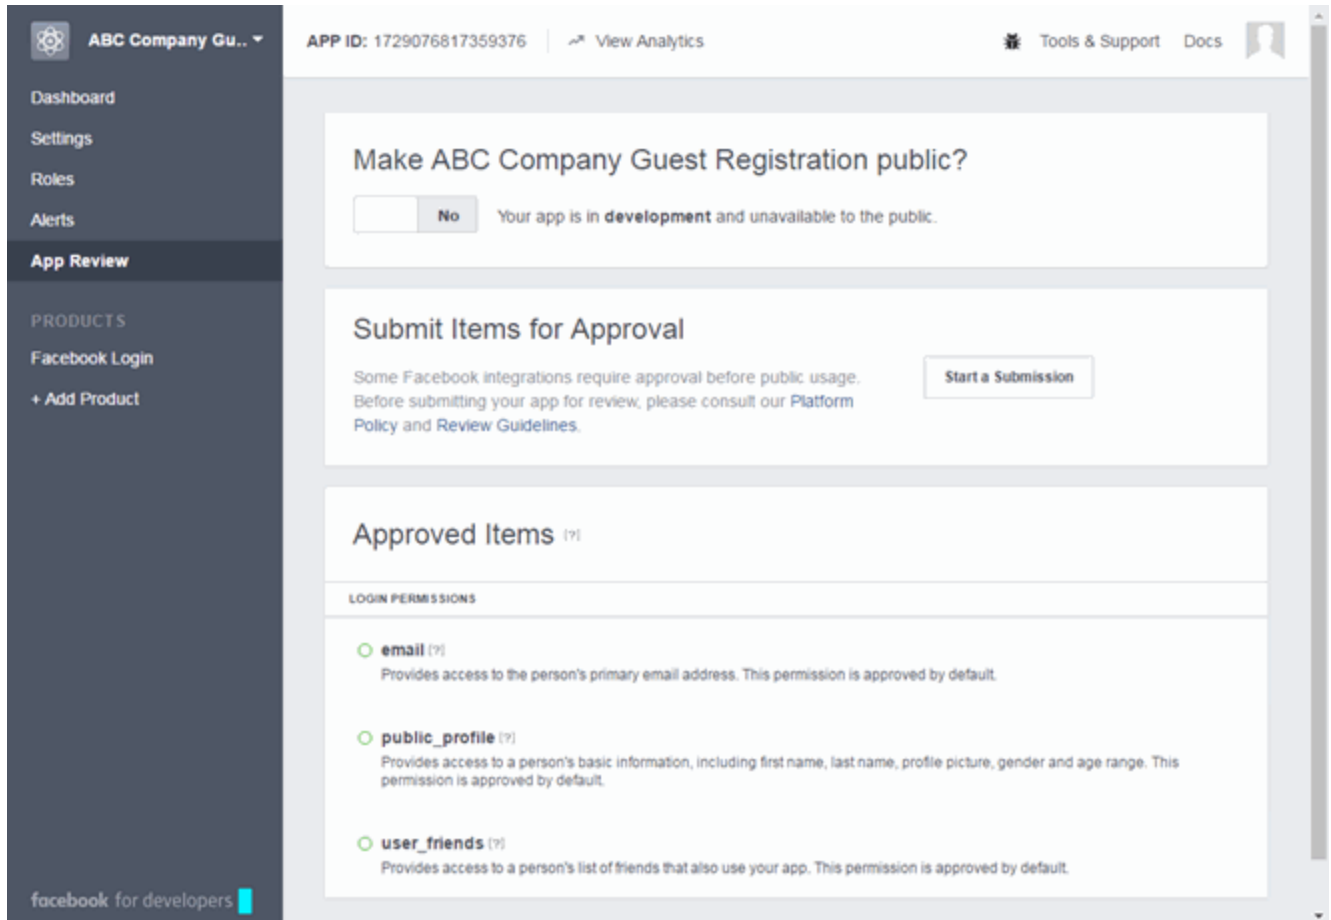 ABC Company Gu..
APP ID: 1729076817359376
View Analytics
Tools & Support
Docs
Dashboard
Settings
Roles
Alerts
App Review
PRODUCTS
Facebook Login
+ Add Product
facebook for developers
Make ABC Company Guest Registration public?
No
Your app is in development and unavailable to the public.
Submit Items for Approval
Some Facebook integrations require approval before public usage.
Before submitting your app for review, please consult our Platform
Policy and Review Guidelines.
Start a Submission
Approved Items [?]
LOGIN PERMISSIONS
email [?]
Provides access to the person's primary email address. This permission is approved by default.
public_profile [?]
Provides access to a person's basic information, including first name, last name, profile picture, gender and age range. This
permission is approved by default.
user_friends [?]
Provides access to a person's list of friends that also use your app. This permission is approved by default.